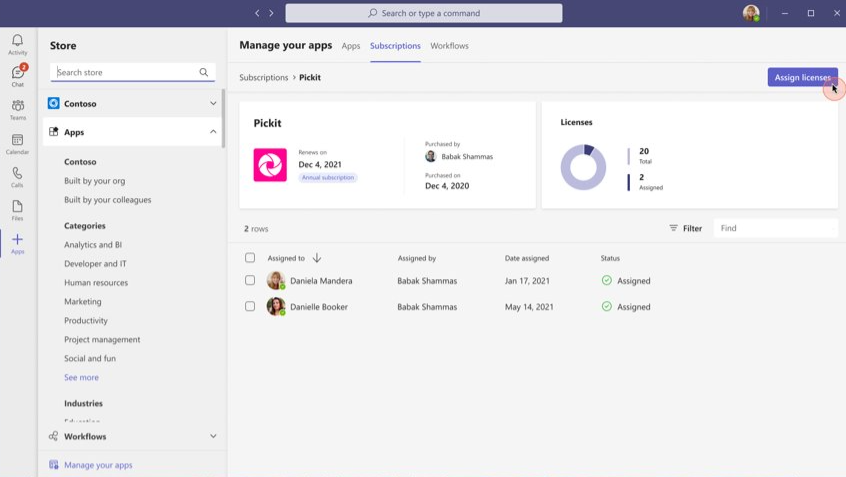 Search or type a command
Activity
2
Chat
Teams
Calendar
Calls
Files
Apps
Store
Search store
Contoso
Apps
Contoso
Built by your org
Built by your colleagues
Categories
Analytics and BI
Developer and IT
Human resources
Marketing
Productivity
Project management
Social and fun
See more
Industries
Education
Workflows
Manage your apps
Manage your apps Apps Subscriptions Workflows
Subscriptions > Pickit
Assign licenses
Pickit
Renews on
Dec 4, 2021
Annual subscription
Purchased by
Babak Shammas
Purchased on
Dec 4, 2020
Licenses
20
Total
2
Assigned
2 rows
Filter
Find
Assigned to Assigned by Date assigned Status
Daniela Mandera Babak Shammas Jan 17, 2021 Assigned
Danielle Booker Babak Shammas May 14, 2021 Assigned